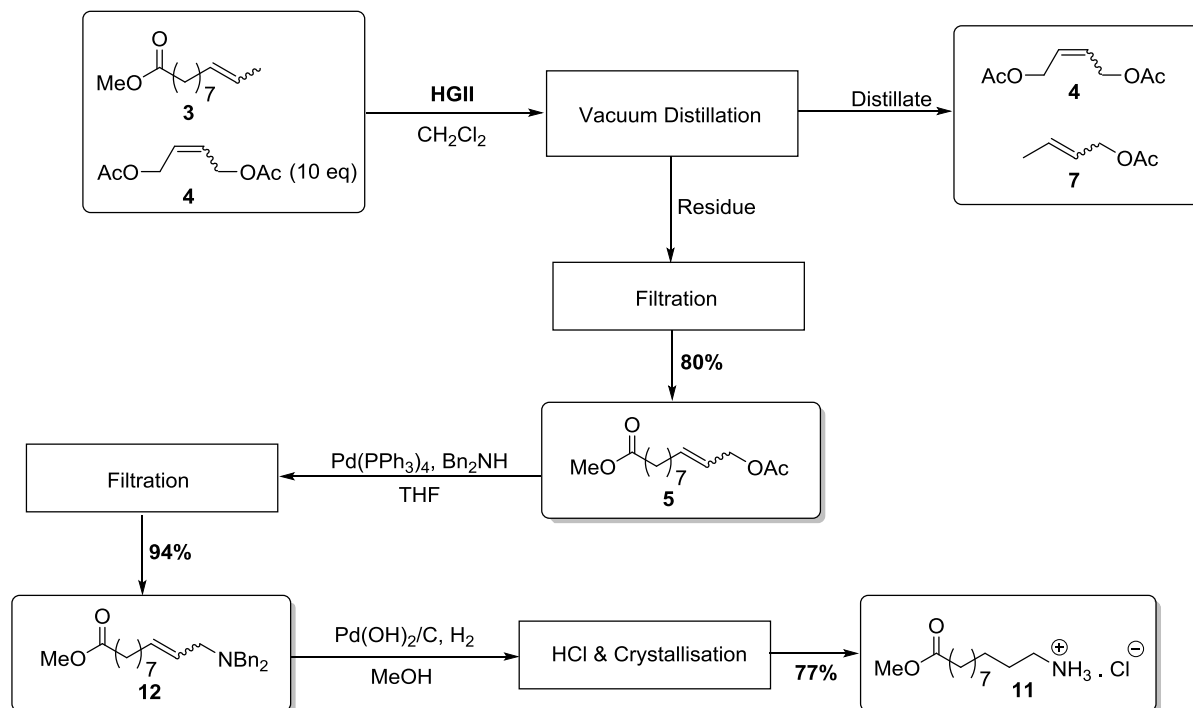 O
MeO
7
3
AcO
OAc (10 eq)
4
HGII
CH₂Cl₂
Vacuum Distillation
Distillate
AcO
OAc
4
OAc
7
Residue
Filtration
80%
O
MeO
7
OAc
5
Pd(PPh₃)₄, Bn₂NH
THF
Filtration
94%
O
MeO
7
NBn₂
12
Pd(OH)₂/C, H₂
MeOH
HCl & Crystallisation
77%
O
MeO
7
NH₃ . Cl
+
−
11